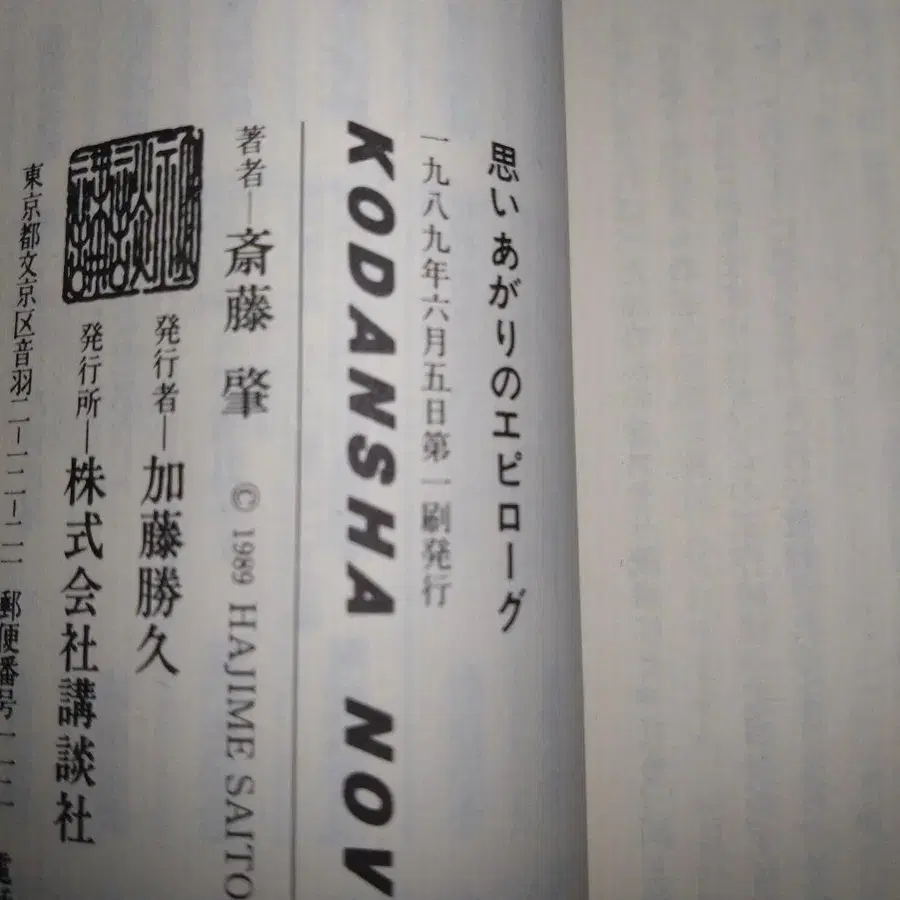 思いあがりのエピローグ
一九八九年六月五日第一刷発行
KODANSHA NOV
著者─斎藤 肇 © 1989 HAJIME SAITO
発行者─加藤勝久
発行所─株式会社講談社
東京都文京区音羽二─一二─二一 郵便番号一一二